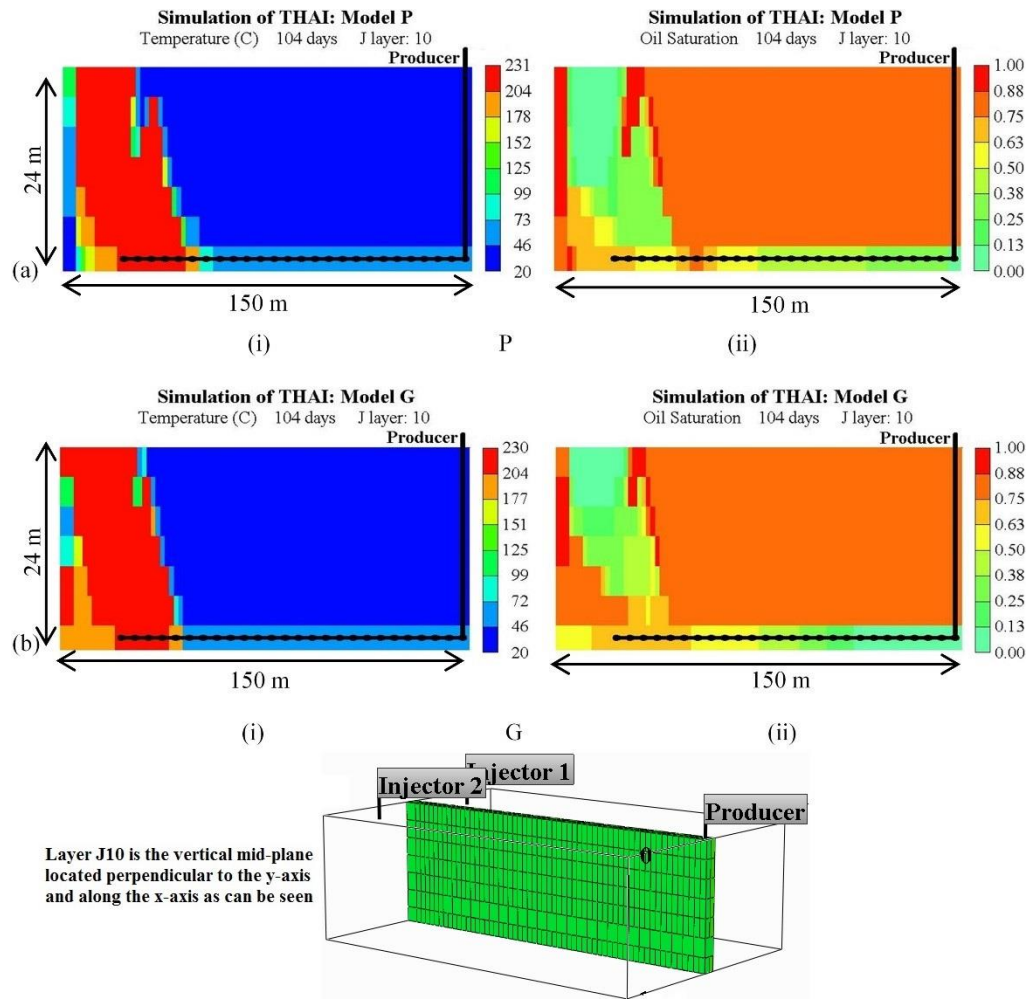 Simulation of THAI: Model P
Temperature (C) 104 days J layer: 10
Producer
231
204
178
152
125
99
73
46
20
24 m
(a)
150 m
(i)
Simulation of THAI: Model P
Oil Saturation 104 days J layer: 10
Producer
1.00
0.88
0.75
0.63
0.50
0.38
0.25
0.13
0.00
150 m
(ii)
P
Simulation of THAI: Model G
Temperature (C) 104 days J layer: 10
Producer
230
204
177
151
125
99
72
46
20
24 m
(b)
150 m
(i)
Simulation of THAI: Model G
Oil Saturation 104 days J layer: 10
Producer
1.00
0.88
0.75
0.63
0.50
0.38
0.25
0.13
0.00
150 m
(ii)
G
Injector 1
Injector 2
Producer
0
Layer J10 is the vertical mid-plane
located perpendicular to the y-axis
and along the x-axis as can be seen